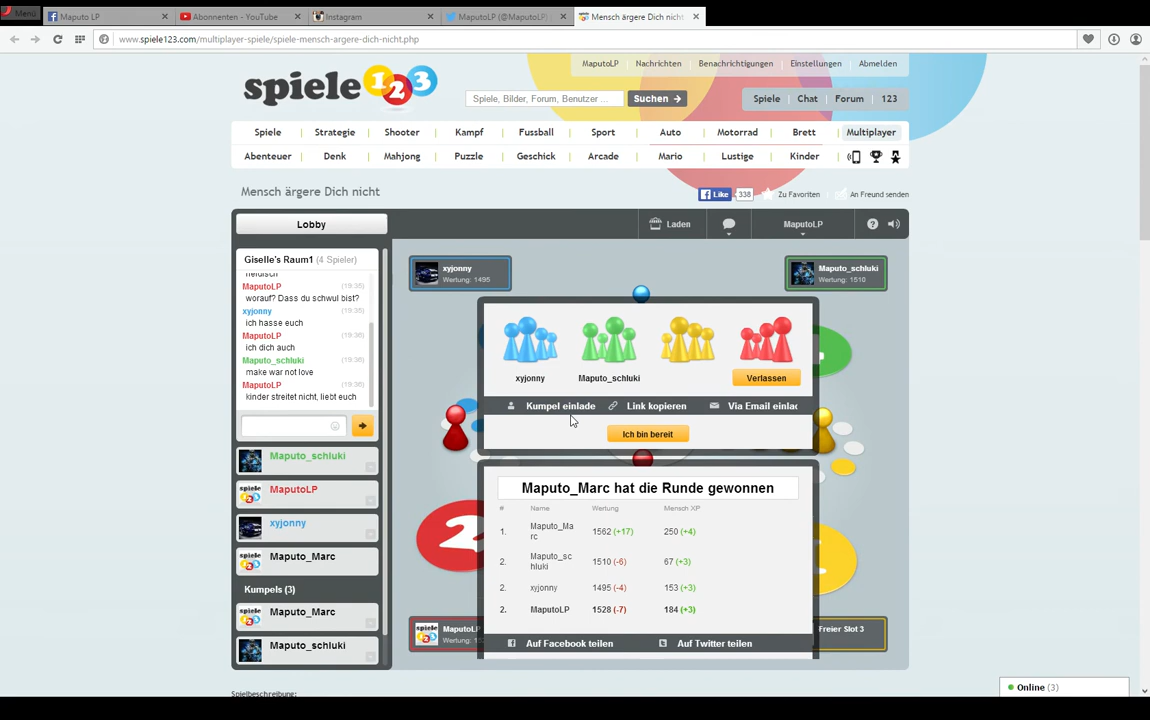 Menü
Maputo LP
Abonnenten - YouTube
Instagram
MaputoLP (@MaputoLP)
Mensch ärgere Dich nicht
www.spiele123.com/multiplayer-spiele/spiele-mensch-argere-dich-nicht.php
MaputoLP Nachrichten Benachrichtigungen Einstellungen Abmelden
spiele 123
Spiele, Bilder, Forum, Benutzer ... Suchen
Spiele Chat Forum 123
Spiele Strategie Shooter Kampf Fussball Sport Auto Motorrad Brett Multiplayer
Abenteuer Denk Mahjong Puzzle Geschick Arcade Mario Lustige Kinder
Mensch ärgere Dich nicht
Like 338 Zu Favoriten An Freund senden
Lobby
Laden MaputoLP
Giselle's Raum1 (4 Spieler)
neidisch
MaputoLP (19:36)
worauf? Dass du schwul bist?
xyjonny (19:36)
ich hasse euch
MaputoLP (19:36)
ich dich auch
Maputo_schluki (19:36)
make war not love
MaputoLP (19:36)
kinder streitet nicht, liebt euch
Maputo_schluki
MaputoLP
xyjonny
Maputo_Marc
Kumpels (3)
Maputo_Marc
Maputo_schluki
xyjonny
Wertung: 1495
Maputo_schluki
Wertung: 1510
xyjonny Maputo_schluki Verlassen
Kumpel einlade Link kopieren Via Email einlad
Ich bin bereit
Maputo_Marc hat die Runde gewonnen
# Name Wertung Mensch XP
1. Maputo_Ma
rc 1562 (+17) 250 (+4)
2. Maputo_sc
hluki 1510 (-6) 67 (+3)
2. xyjonny 1495 (-4) 153 (+3)
2. MaputoLP 1528 (-7) 184 (+3)
Auf Facebook teilen Auf Twitter teilen
2
MaputoLP
Freier Slot 3
Spielbeschreibung:
Online (3)